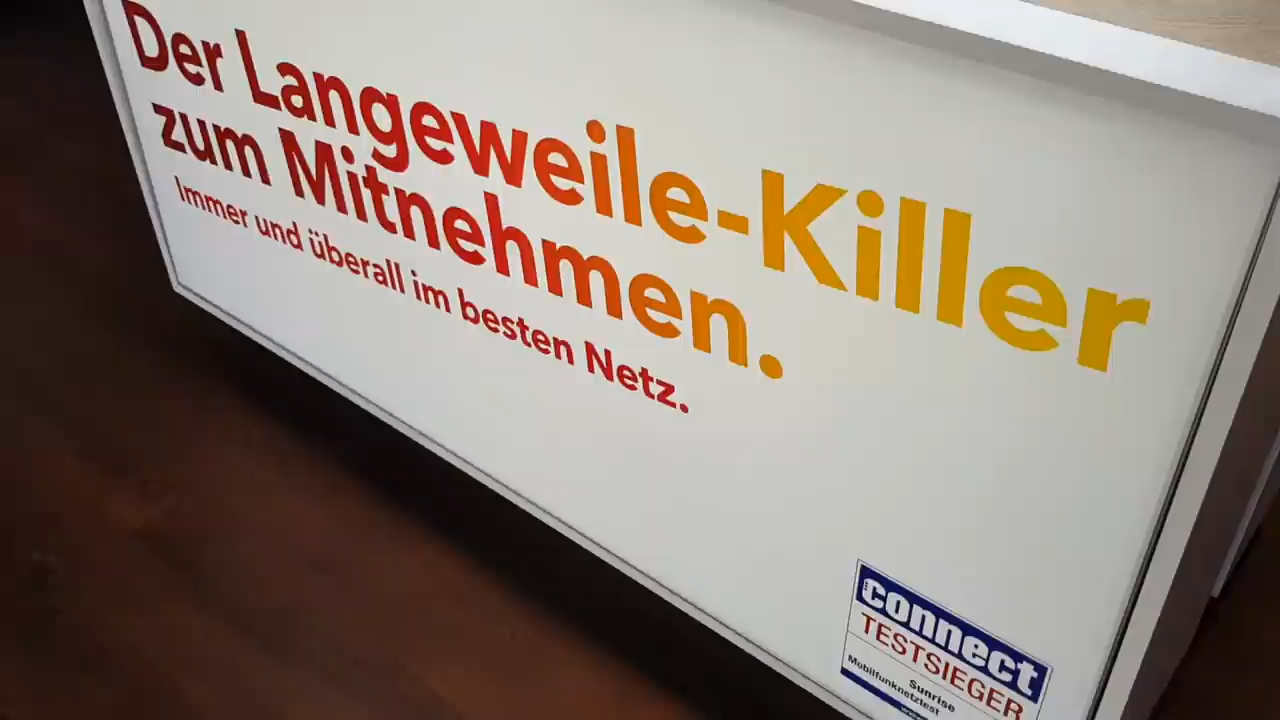 Der Langeweile-Killer
zum Mitnehmen.
Immer und überall im besten Netz.
connect
TESTSIEGER
Sunrise
Mobilfunknetztest